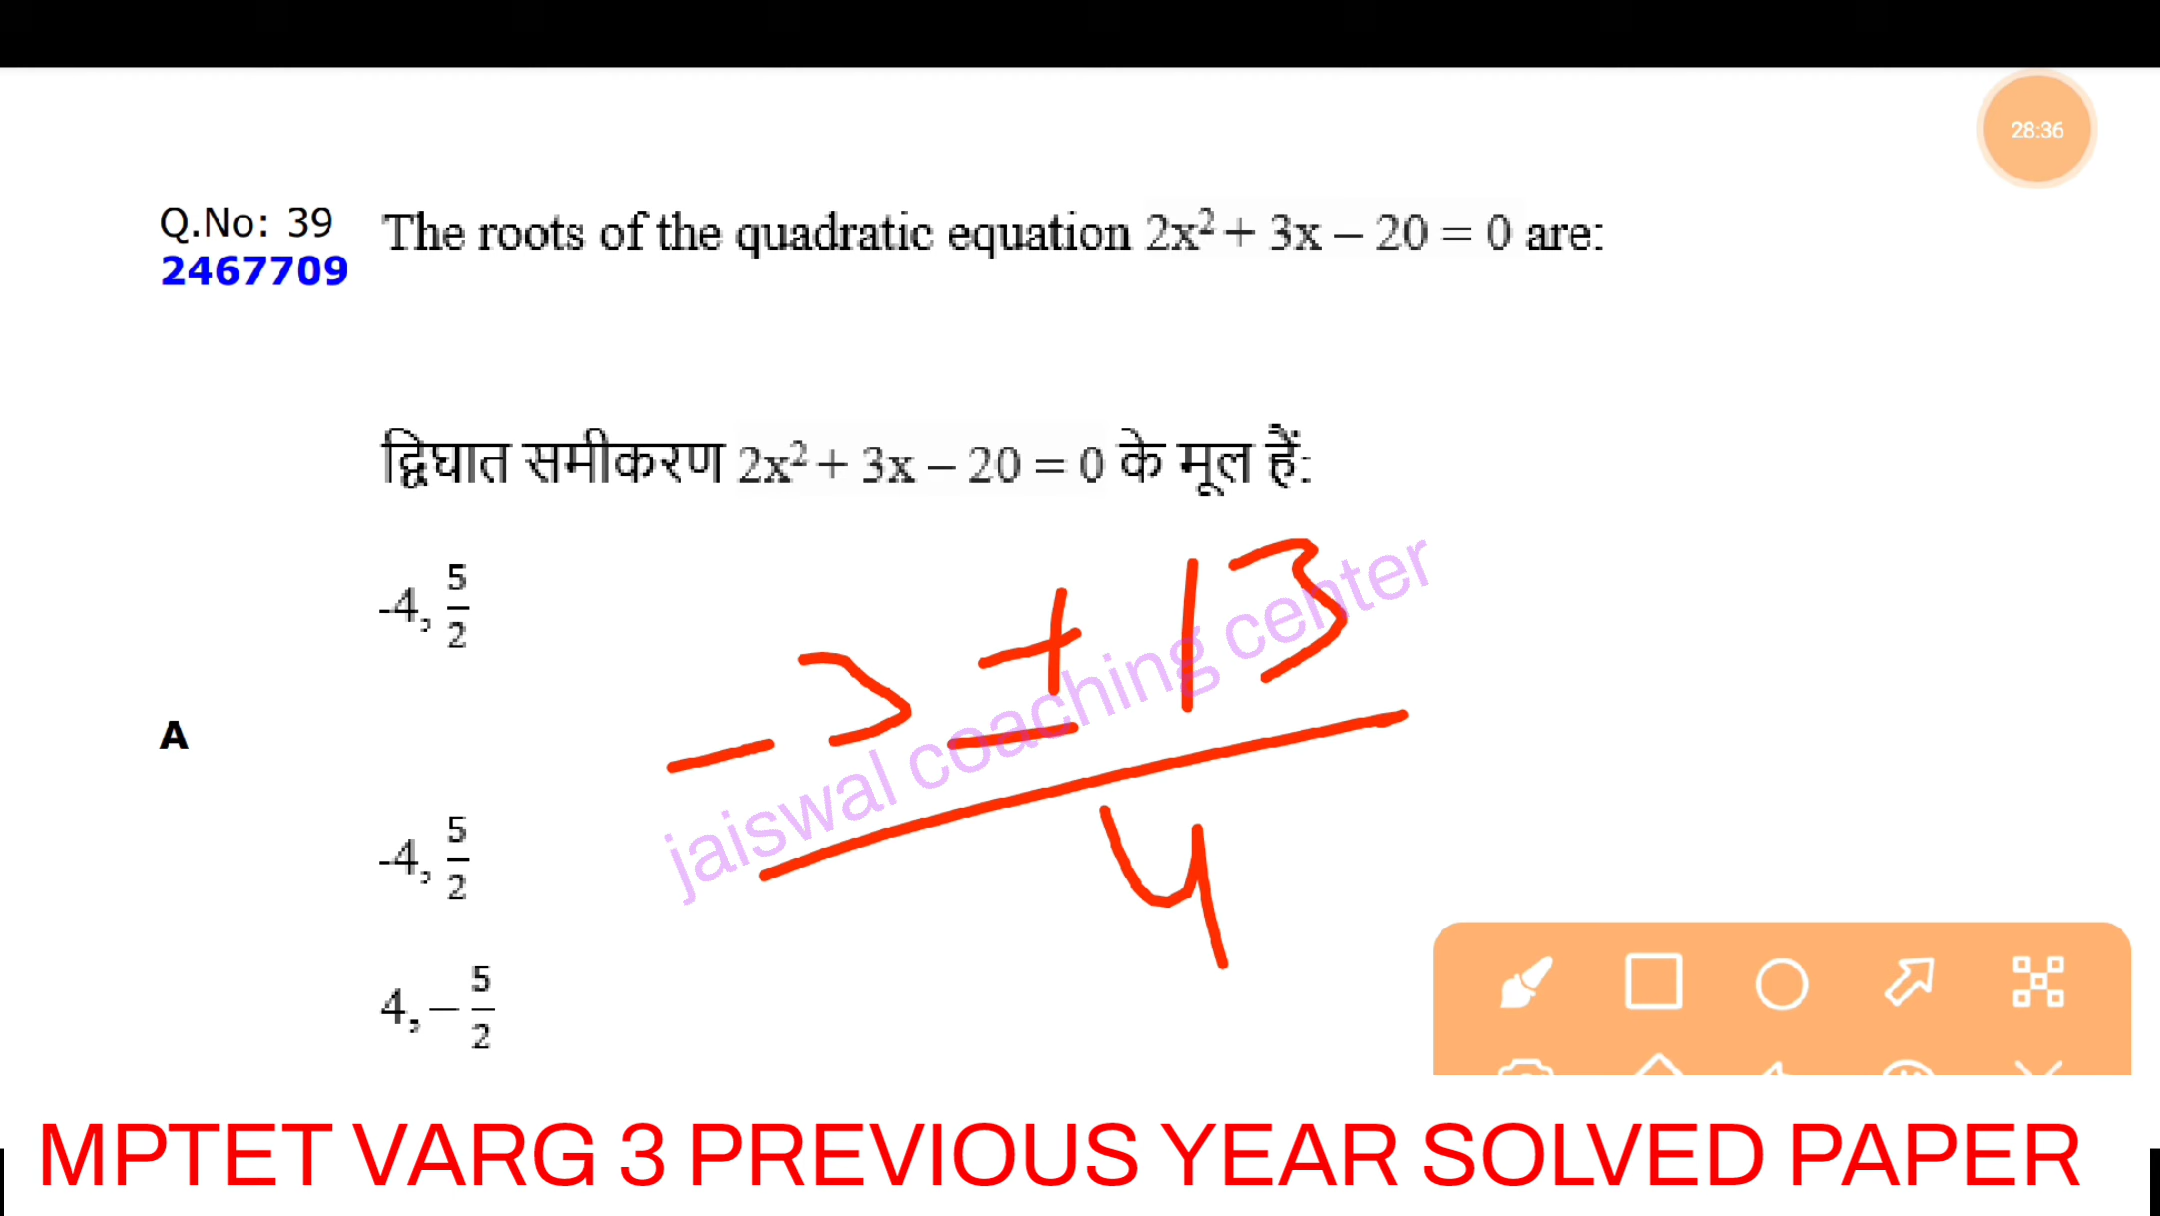 28:36
Q.No: 39 The roots of the quadratic equation 2x² + 3x – 20 = 0 are:
2467709
द्विघात समीकरण 2x² + 3x – 20 = 0 के मूल हैं:
-4, 5/2
A
-4, 5/2
4, – 5/2
– 3 ± 13
4
jaiswal coaching center
MPTET VARG 3 PREVIOUS YEAR SOLVED PAPER